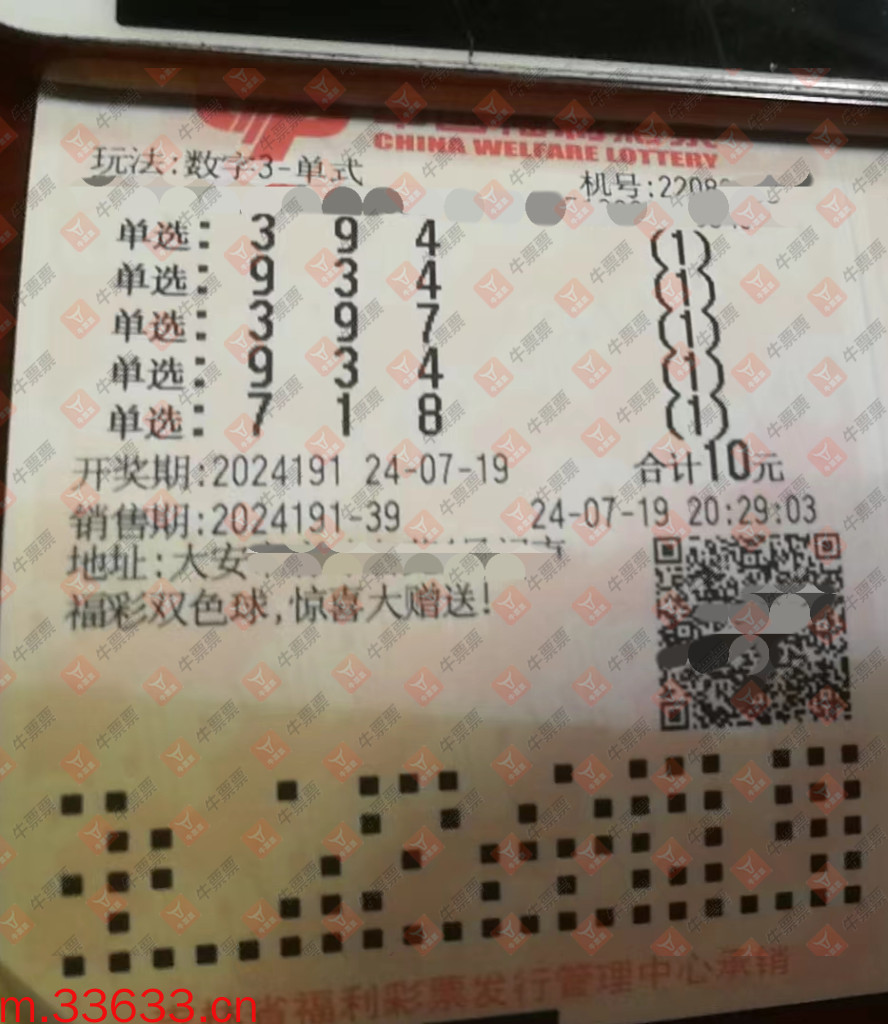 CHINA WELFARE LOTTERY
玩法:数字3-单式
机号:2208
单选: 3 9 4 (1)
单选: 9 3 4 (1)
单选: 3 9 7 (1)
单选: 9 3 4 (1)
单选: 7 1 8 (1)
开奖期:2024191 24-07-19 合计10元
销售期:2024191-39 24-07-19 20:29:03
地址:大安
福彩双色球,惊喜大赠送!
省福利彩票发行管理中心承销
m.33633.cn
牛票票